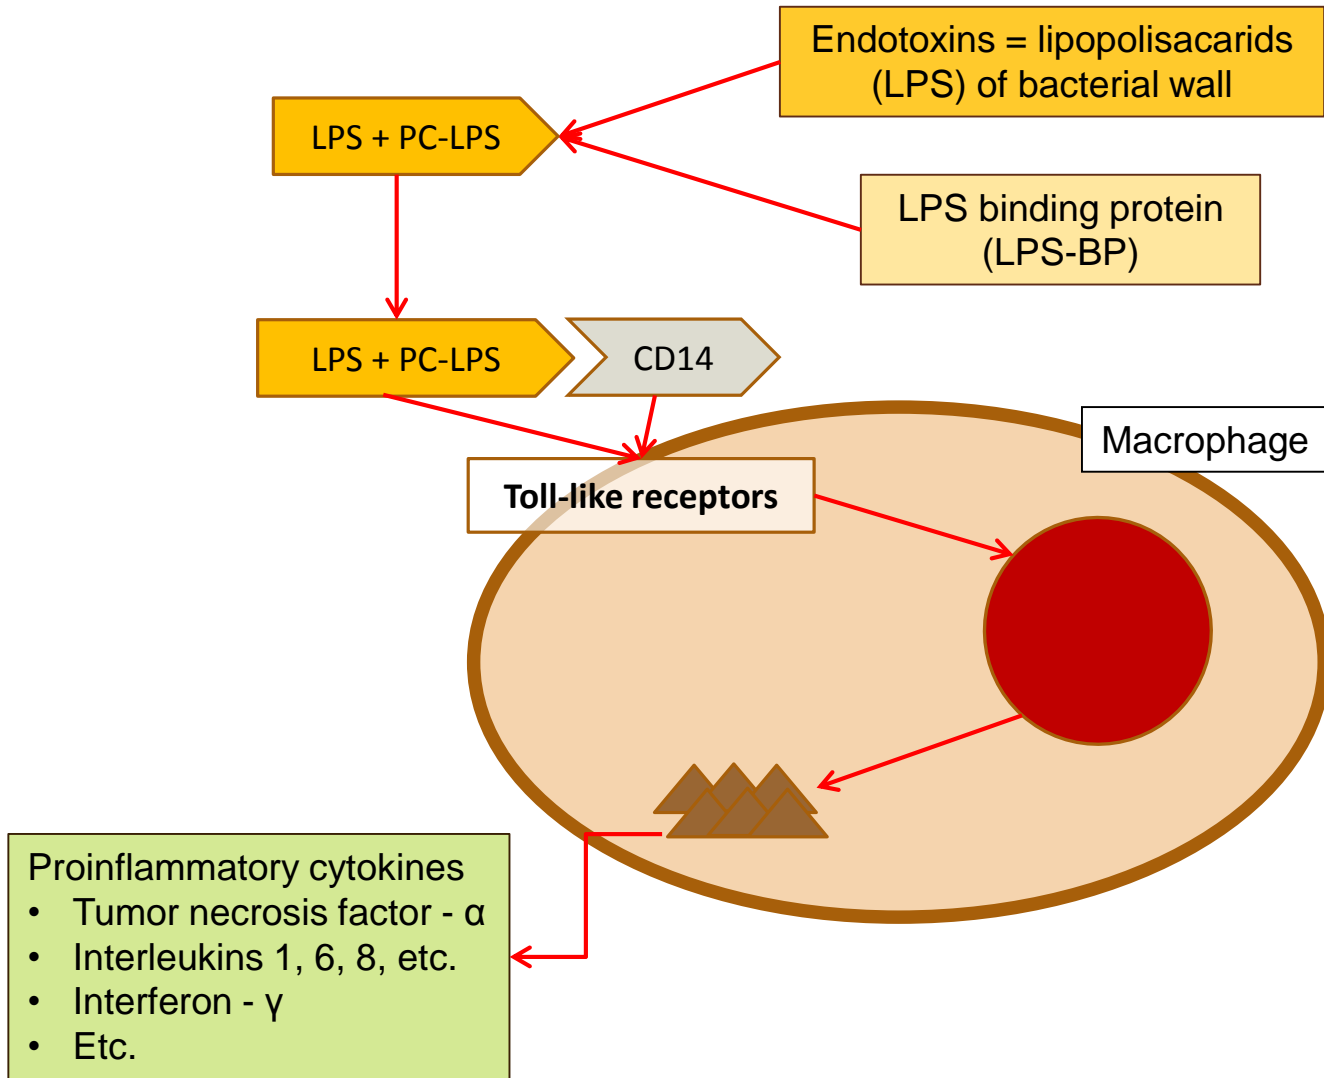 Endotoxins = lipopolisacarids
(LPS) of bacterial wall
LPS + PC-LPS
LPS binding protein
(LPS-BP)
LPS + PC-LPS
CD14
Macrophage
Toll-like receptors
Proinflammatory cytokines
• Tumor necrosis factor - α
• Interleukins 1, 6, 8, etc.
• Interferon - γ
• Etc.